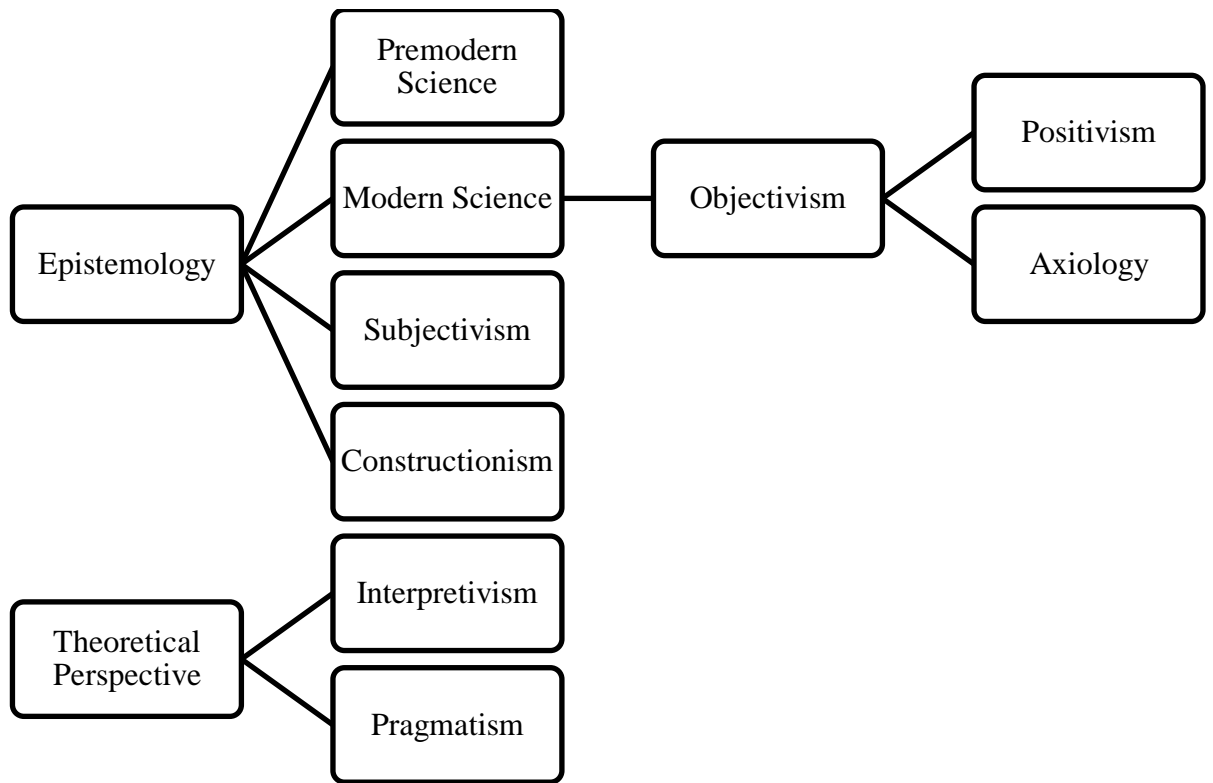 Premodern
Science
Positivism
Modern Science
Objectivism
Epistemology
Axiology
Subjectivism
Constructionism
Interpretivism
Theoretical
Perspective
Pragmatism